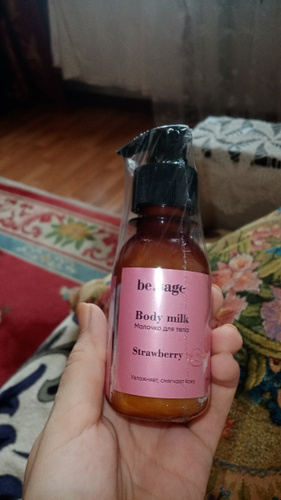 Body milk
Молочко для тела
Strawberry
Увлажняет, смягчает кожу